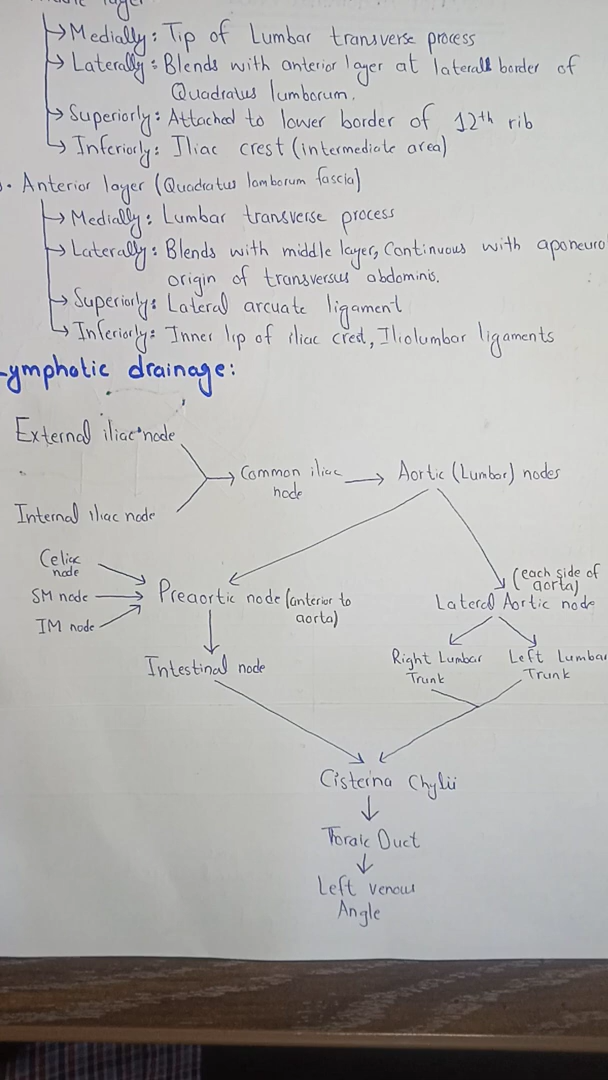 layer
Medially: Tip of Lumbar transverse process
Laterally: Blends with anterior layer at laterall border of
Quadratus lumborum.
Superiorly: Attached to lower border of 12th rib
Inferiorly: Iliac crest (intermediate area)
. Anterior layer (Quadratus lomborum fascia)
Medially: Lumbar transverse process
Laterally: Blends with middle layer, Continuous with aponeuro
origin of transversus abdominis.
Superiorly: Lateral arcuate ligament
Inferiorly: Inner lip of iliac crest, Iliolumbar ligaments
ymphotic drainage:
External iliac node
Common iliac
node
Aortic (Lumbar) nodes
Internal iliac node
Celiac
node
SM node
IM node
Preaortic node (anterior to
aorta)
(each side of
aorta)
Lateral Aortic node
Intestinal node
Right Lumbar
Trunk
Left Lumbar
Trunk
Cisterna Chylii
Thoraic Duct
Left venous
Angle